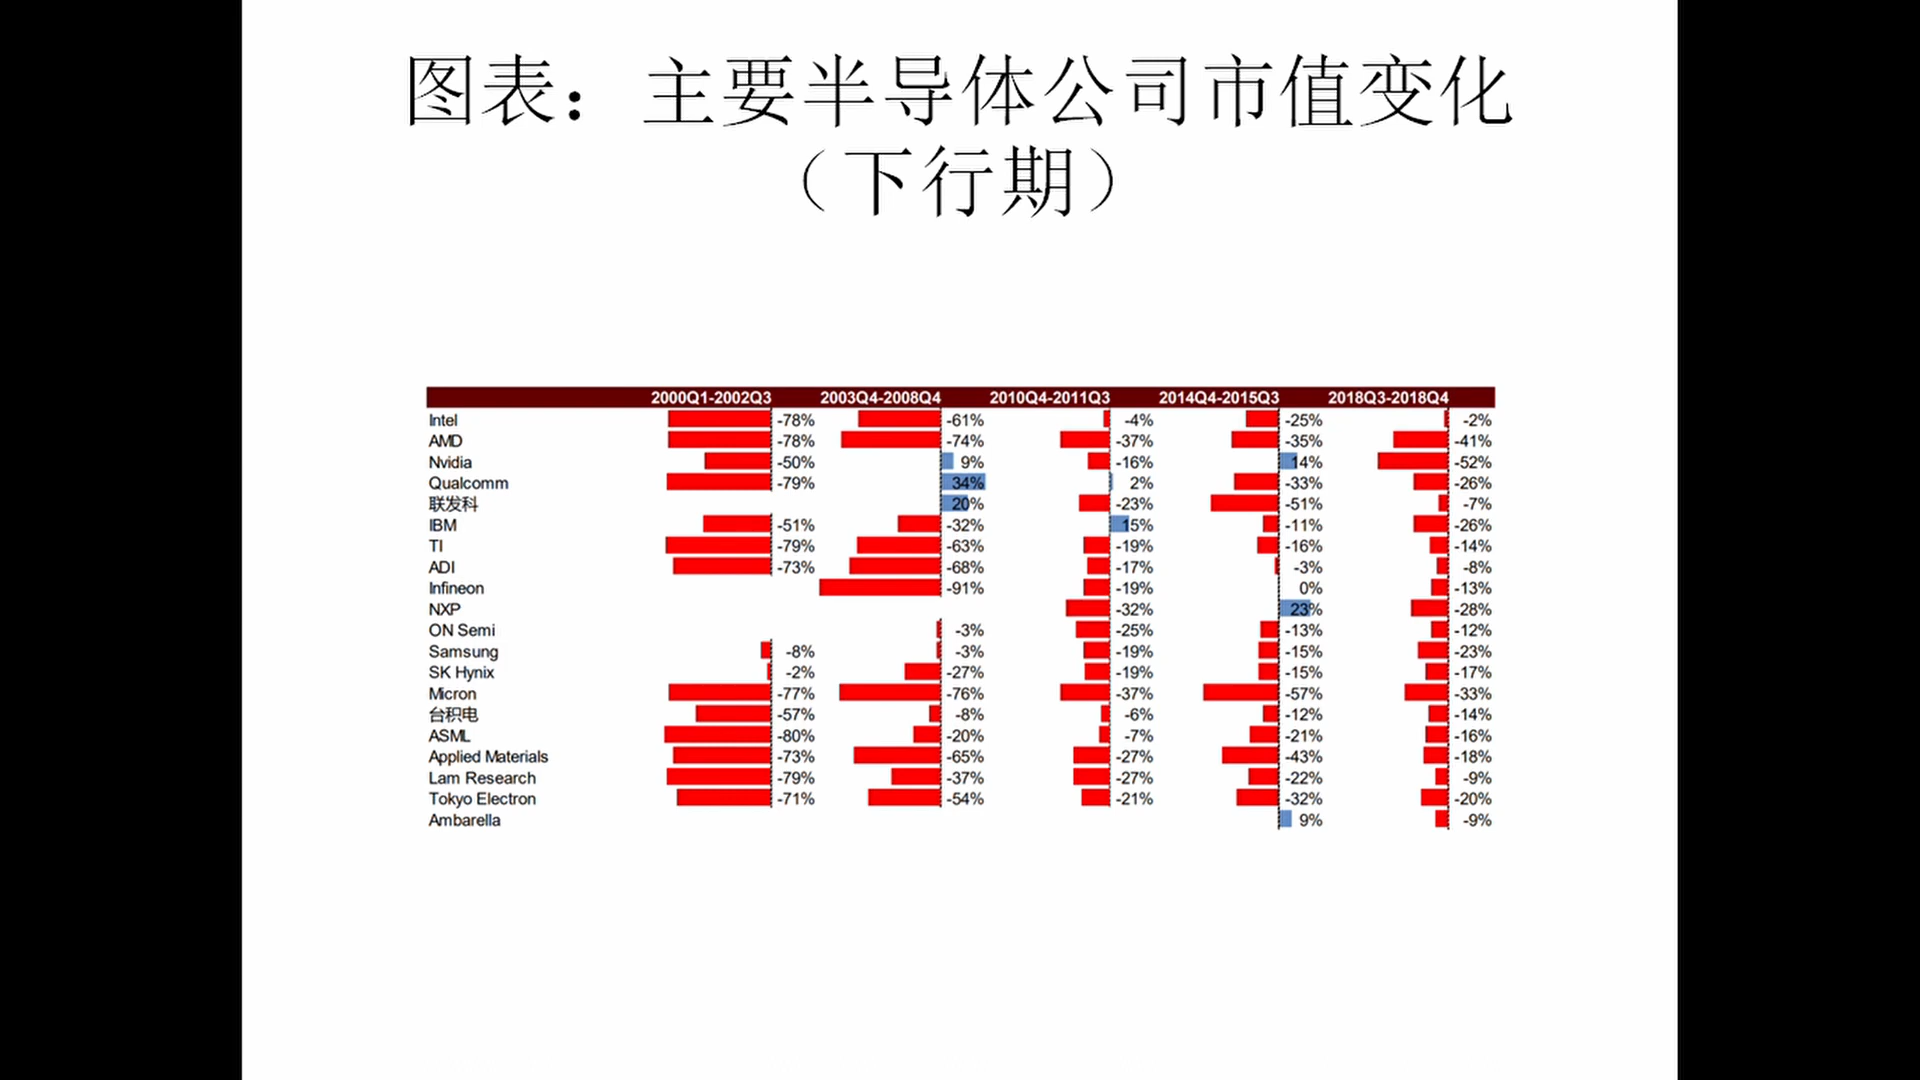 图表：主要半导体公司市值变化
（下行期）
2000Q1-2002Q3 2003Q4-2008Q4 2010Q4-2011Q3 2014Q4-2015Q3 2018Q3-2018Q4
Intel -78% -61% -4% -25% -2%
AMD -78% -74% -37% -35% -41%
Nvidia -50% 9% -16% 14% -52%
Qualcomm -79% 34% 2% -33% -26%
联发科 20% -23% -51% -7%
IBM -51% -32% 15% -11% -26%
TI -79% -63% -19% -16% -14%
ADI -73% -68% -17% -3% -8%
Infineon -91% -19% 0% -13%
NXP -32% 23% -28%
ON Semi -3% -25% -13% -12%
Samsung -8% -3% -19% -15% -23%
SK Hynix -2% -27% -19% -15% -17%
Micron -77% -76% -37% -57% -33%
台积电 -57% -8% -6% -12% -14%
ASML -80% -20% -7% -21% -16%
Applied Materials -73% -65% -27% -43% -18%
Lam Research -79% -37% -27% -22% -9%
Tokyo Electron -71% -54% -21% -32% -20%
Ambarella 9% -9%